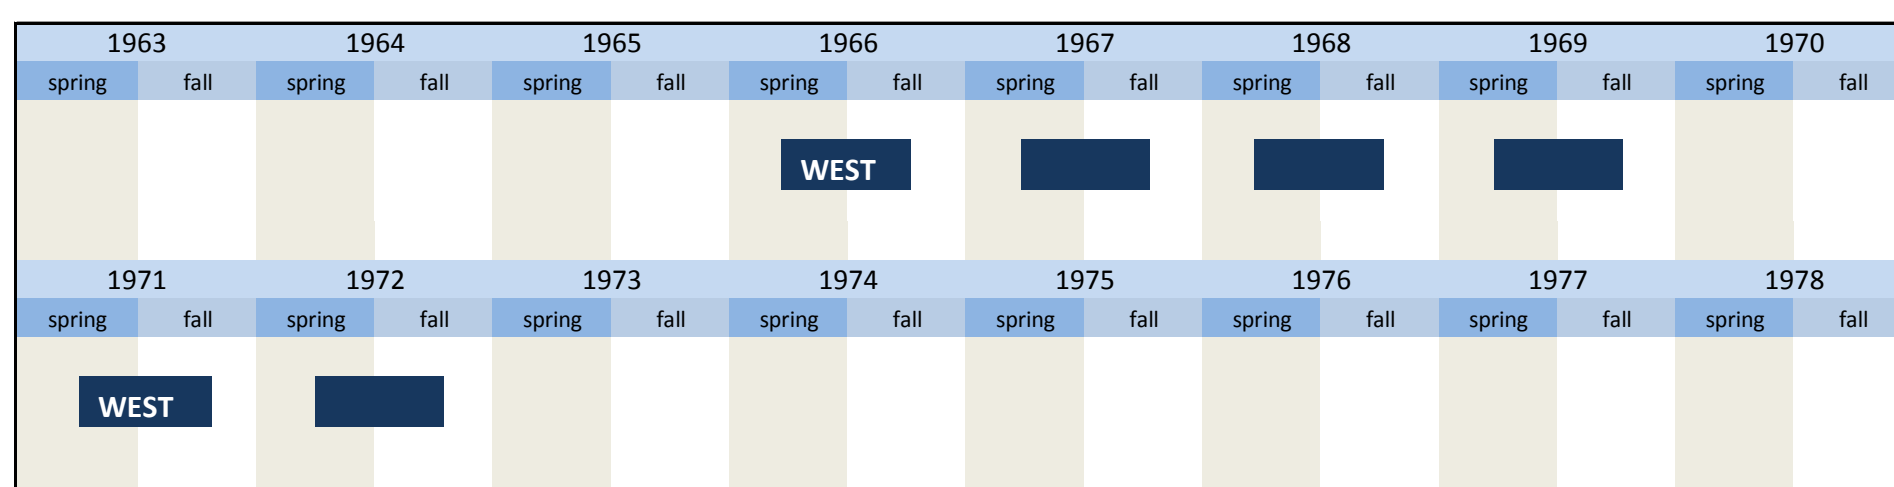 1963 1964 1965 1966 1967 1968 1969 1970
spring fall spring fall spring fall spring fall spring fall spring fall spring fall spring fall
WEST
1971 1972 1973 1974 1975 1976 1977 1978
spring fall spring fall spring fall spring fall spring fall spring fall spring fall spring fall
WEST